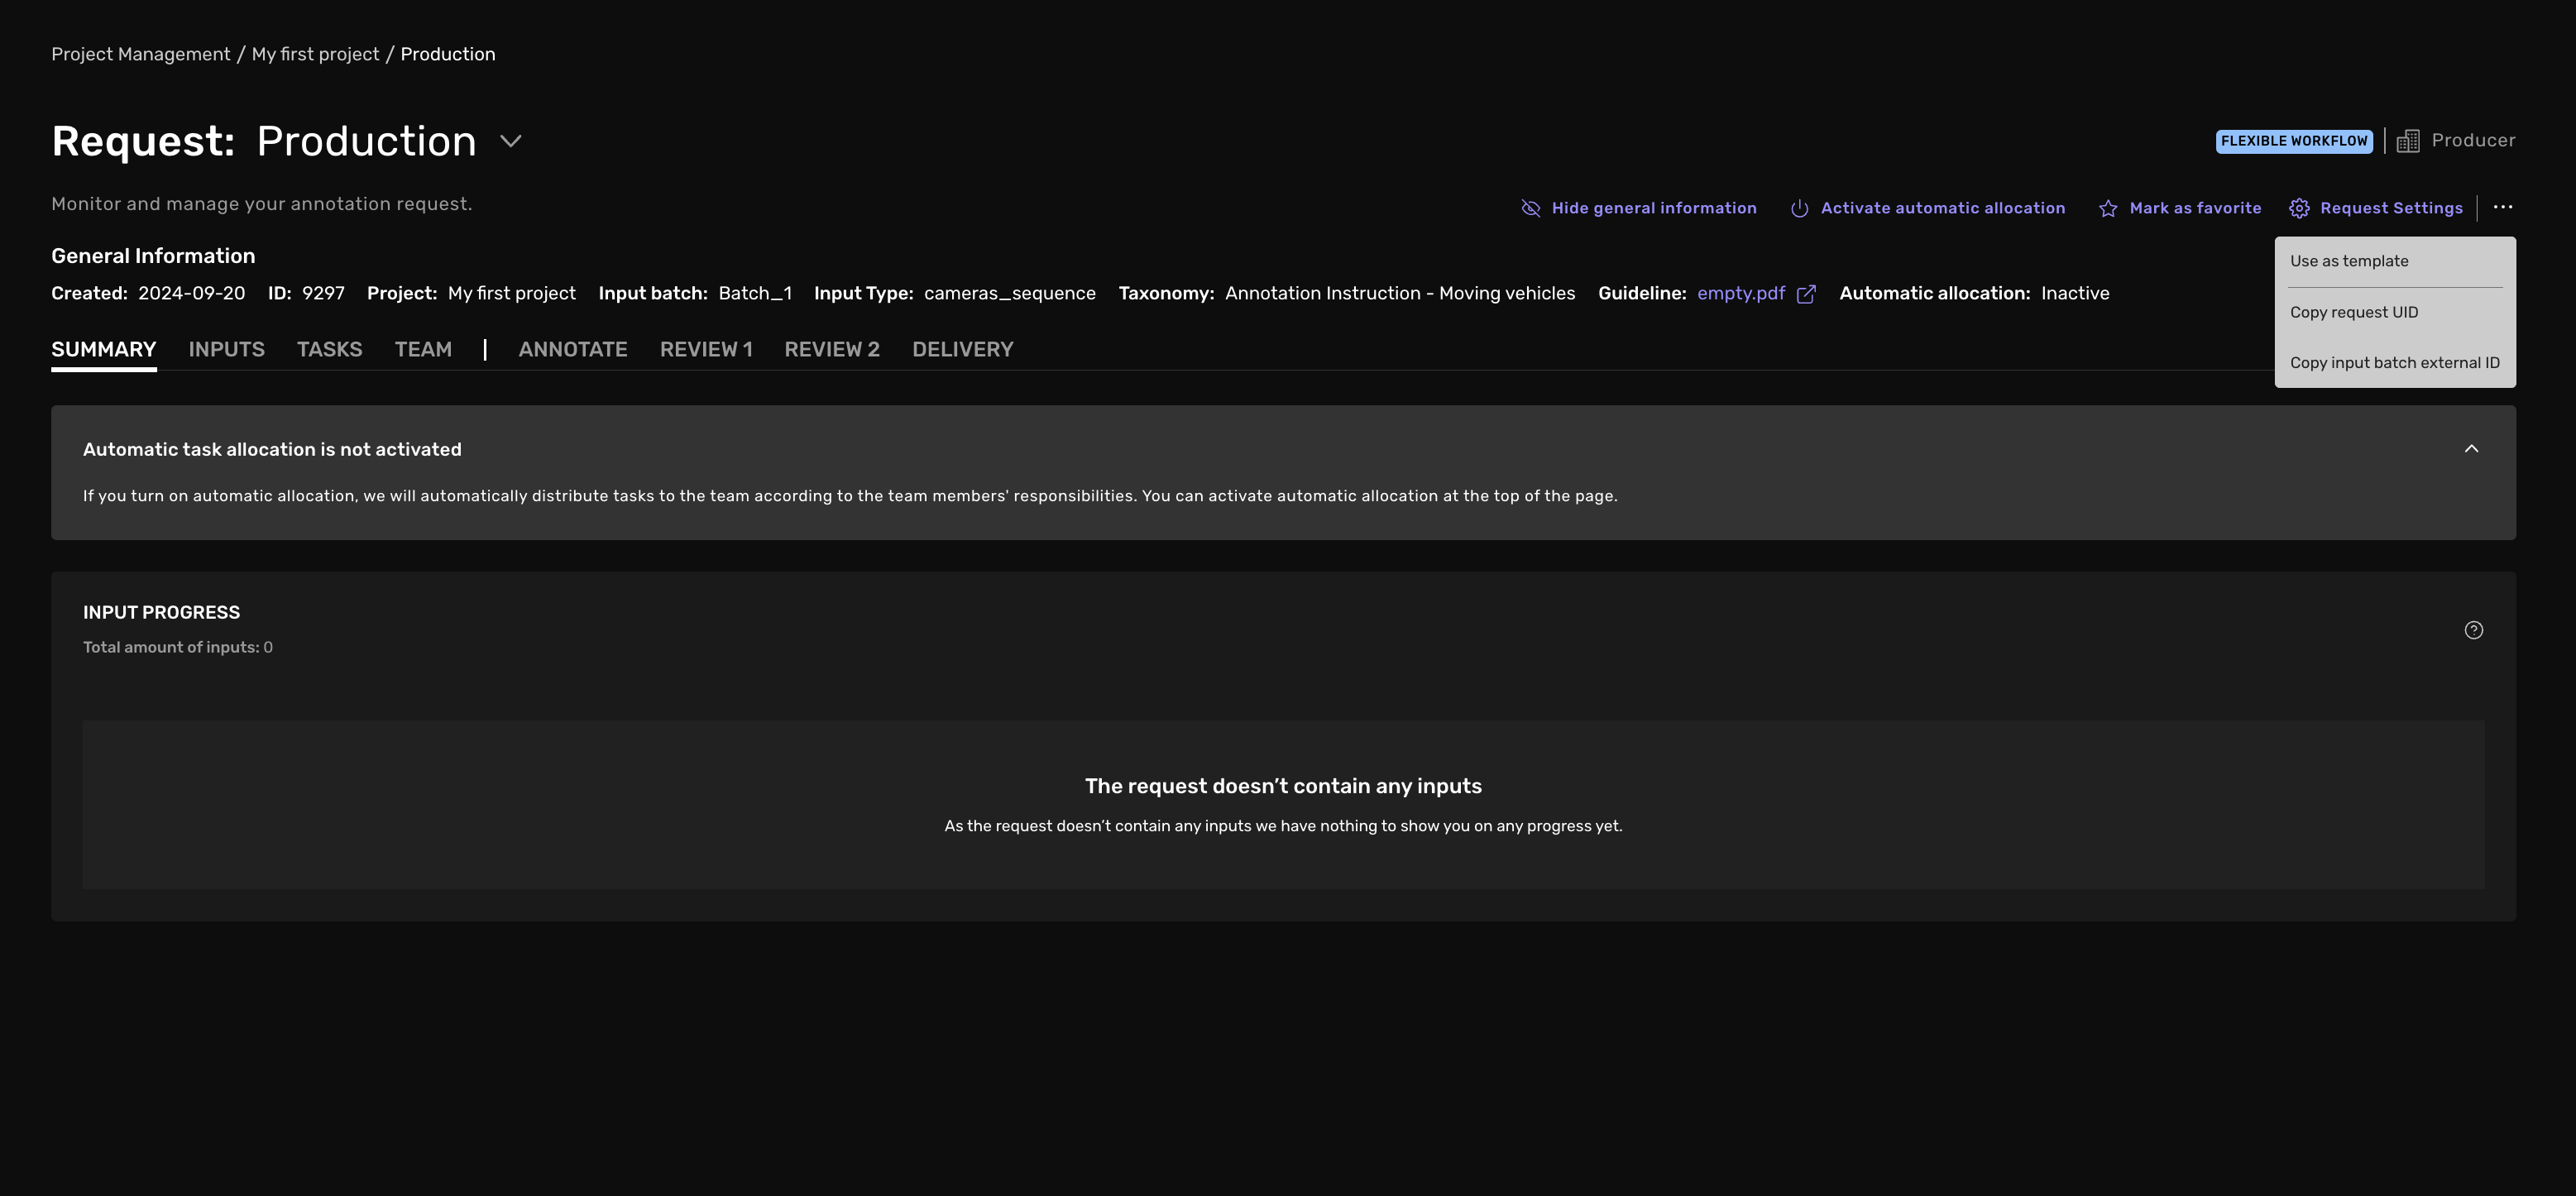 Project Management / My first project / Production
Request: Production
FLEXIBLE WORKFLOW
Producer
Monitor and manage your annotation request.
Hide general information
Activate automatic allocation
Mark as favorite
Request Settings
Use as template
Copy request UID
Copy input batch external ID
General Information
Created: 2024-09-20 ID: 9297 Project: My first project Input batch: Batch_1 Input Type: cameras_sequence Taxonomy: Annotation Instruction - Moving vehicles Guideline: empty.pdf Automatic allocation: Inactive
SUMMARY INPUTS TASKS TEAM | ANNOTATE REVIEW 1 REVIEW 2 DELIVERY
Automatic task allocation is not activated
If you turn on automatic allocation, we will automatically distribute tasks to the team according to the team members' responsibilities. You can activate automatic allocation at the top of the page.
INPUT PROGRESS
Total amount of inputs: 0
The request doesn’t contain any inputs
As the request doesn’t contain any inputs we have nothing to show you on any progress yet.